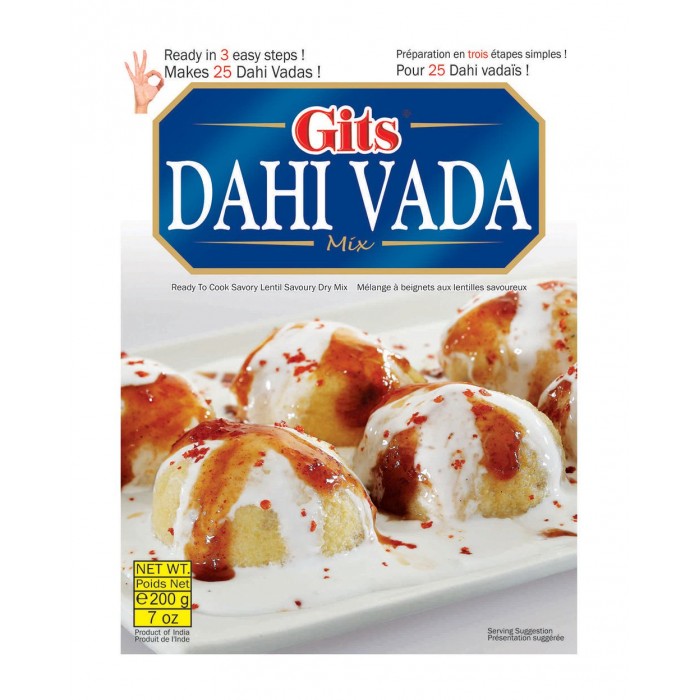 Ready in 3 easy steps !
Makes 25 Dahi Vadas !
Préparation en trois étapes simples !
Pour 25 Dahi vadaïs !
Gits®
DAHI VADA
Mix
Ready To Cook Savory Lentil Savoury Dry Mix Mélange à beignets aux lentilles savoureux
NET WT.
Poids Net
℮200 g
7 oz
Product of India
Produit de l'Inde
Serving Suggestion
Présentation suggérée